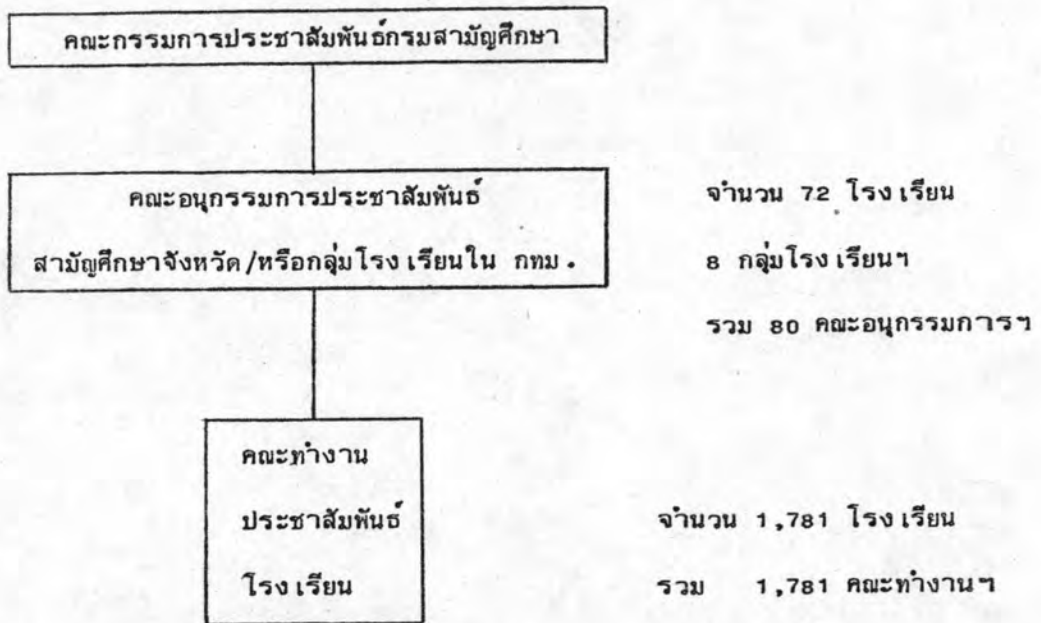 คณะกรรมการประชาสัมพันธ์กรมสามัญศึกษา
คณะอนุกรรมการประชาสัมพันธ์
สามัญศึกษาจังหวัด/หรือกลุ่มโรงเรียนใน กทม.
จำนวน 72 โรงเรียน
8 กลุ่มโรงเรียนฯ
รวม 80 คณะอนุกรรมการฯ
คณะทำงาน
ประชาสัมพันธ์
โรงเรียน
จำนวน 1,781 โรงเรียน
รวม 1,781 คณะทำงานฯ